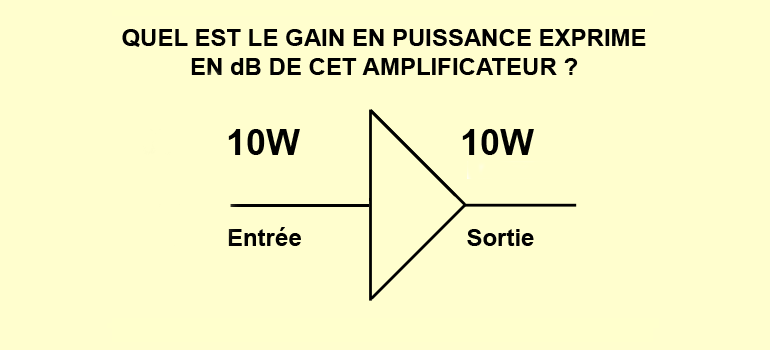 QUEL EST LE GAIN EN PUISSANCE EXPRIME
EN dB DE CET AMPLIFICATEUR ?
10W
10W
Entrée
Sortie